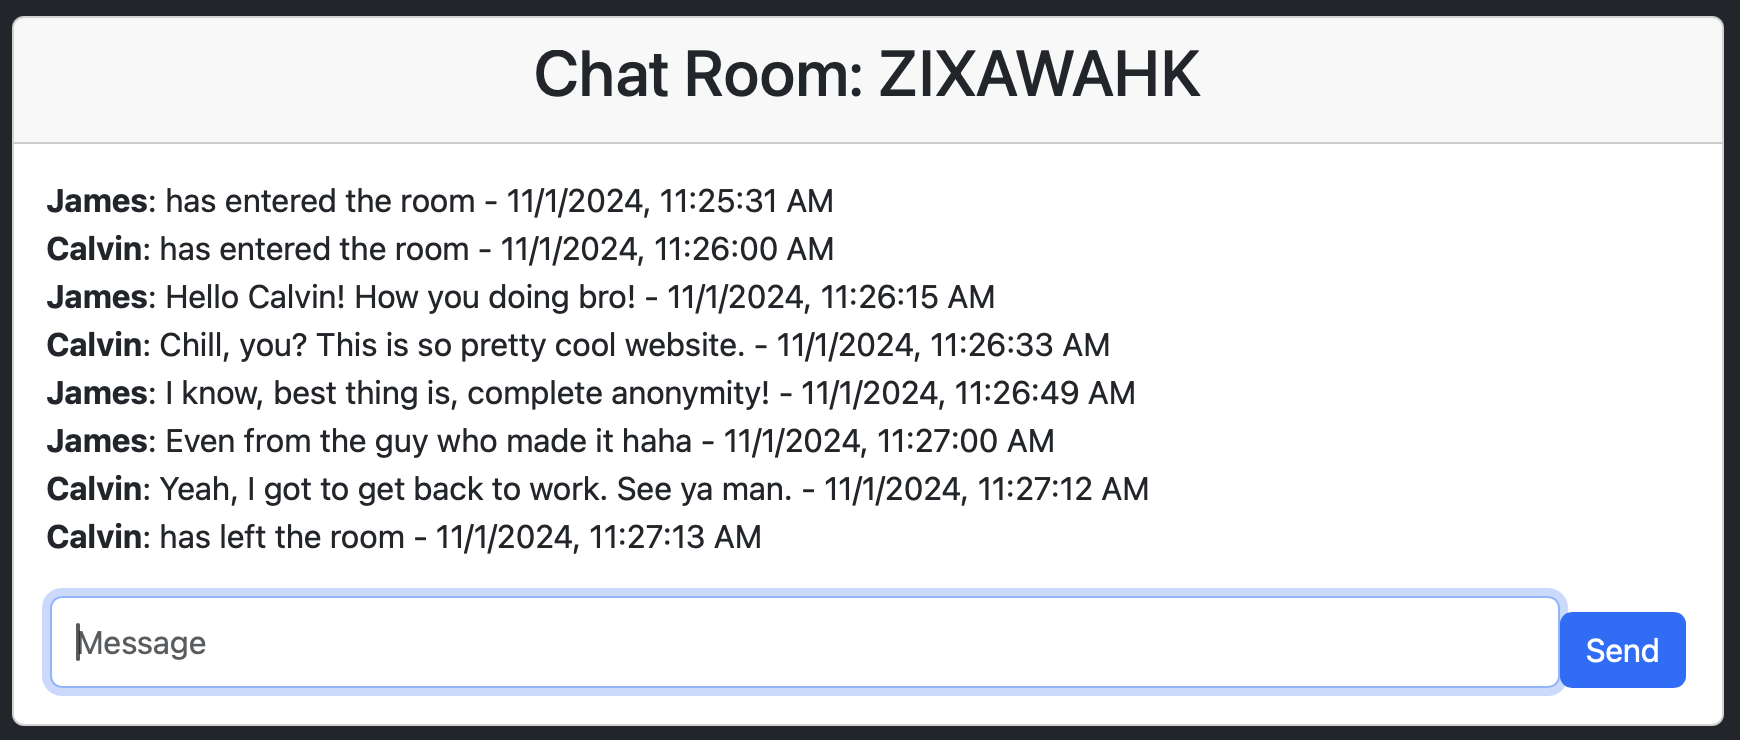 Chat Room: ZIXAWAHK
James: has entered the room - 11/1/2024, 11:25:31 AM
Calvin: has entered the room - 11/1/2024, 11:26:00 AM
James: Hello Calvin! How you doing bro! - 11/1/2024, 11:26:15 AM
Calvin: Chill, you? This is so pretty cool website. - 11/1/2024, 11:26:33 AM
James: I know, best thing is, complete anonymity! - 11/1/2024, 11:26:49 AM
James: Even from the guy who made it haha - 11/1/2024, 11:27:00 AM
Calvin: Yeah, I got to get back to work. See ya man. - 11/1/2024, 11:27:12 AM
Calvin: has left the room - 11/1/2024, 11:27:13 AM
Message
Send